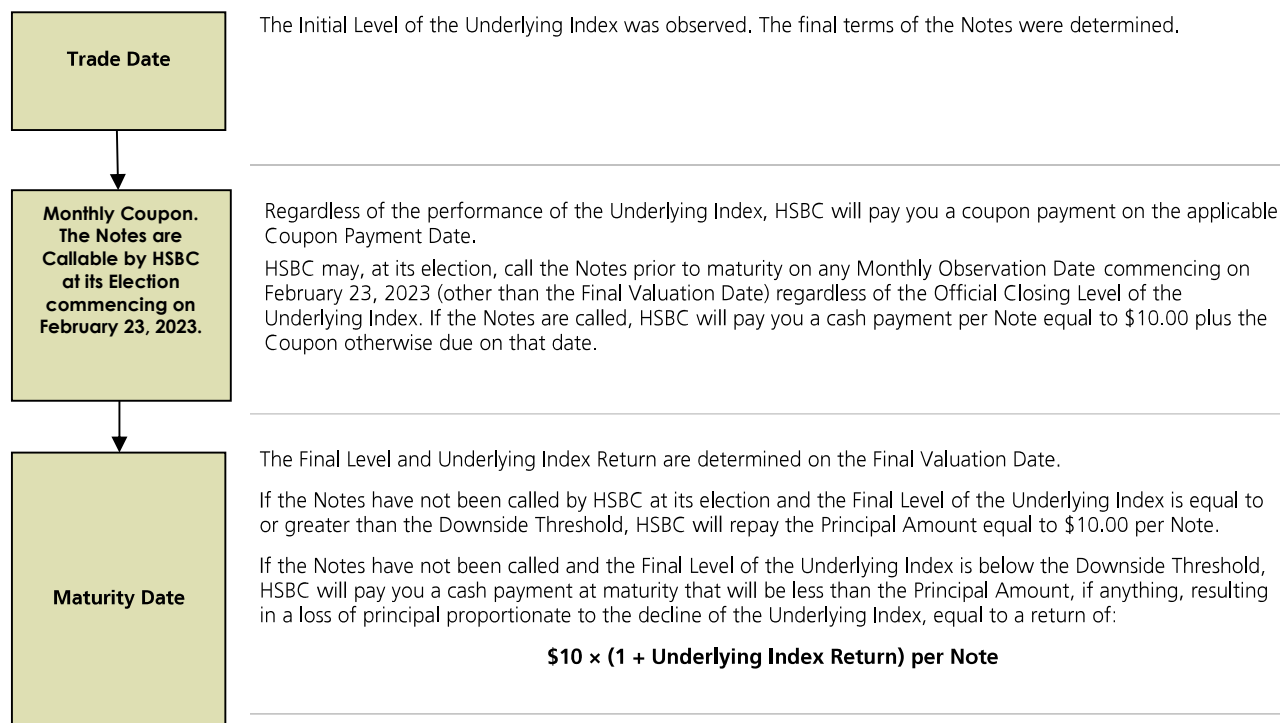 Trade Date
The Initial Level of the Underlying Index was observed. The final terms of the Notes were determined.
Monthly Coupon.
The Notes are
Callable by HSBC
at its Election
commencing on
February 23, 2023.
Regardless of the performance of the Underlying Index, HSBC will pay you a coupon payment on the applicable
Coupon Payment Date.
HSBC may, at its election, call the Notes prior to maturity on any Monthly Observation Date commencing on
February 23, 2023 (other than the Final Valuation Date) regardless of the Official Closing Level of the
Underlying Index. If the Notes are called, HSBC will pay you a cash payment per Note equal to $10.00 plus the
Coupon otherwise due on that date.
Maturity Date
The Final Level and Underlying Index Return are determined on the Final Valuation Date.
If the Notes have not been called by HSBC at its election and the Final Level of the Underlying Index is equal to
or greater than the Downside Threshold, HSBC will repay the Principal Amount equal to $10.00 per Note.
If the Notes have not been called and the Final Level of the Underlying Index is below the Downside Threshold,
HSBC will pay you a cash payment at maturity that will be less than the Principal Amount, if anything, resulting
in a loss of principal proportionate to the decline of the Underlying Index, equal to a return of:
$10 × (1 + Underlying Index Return) per Note